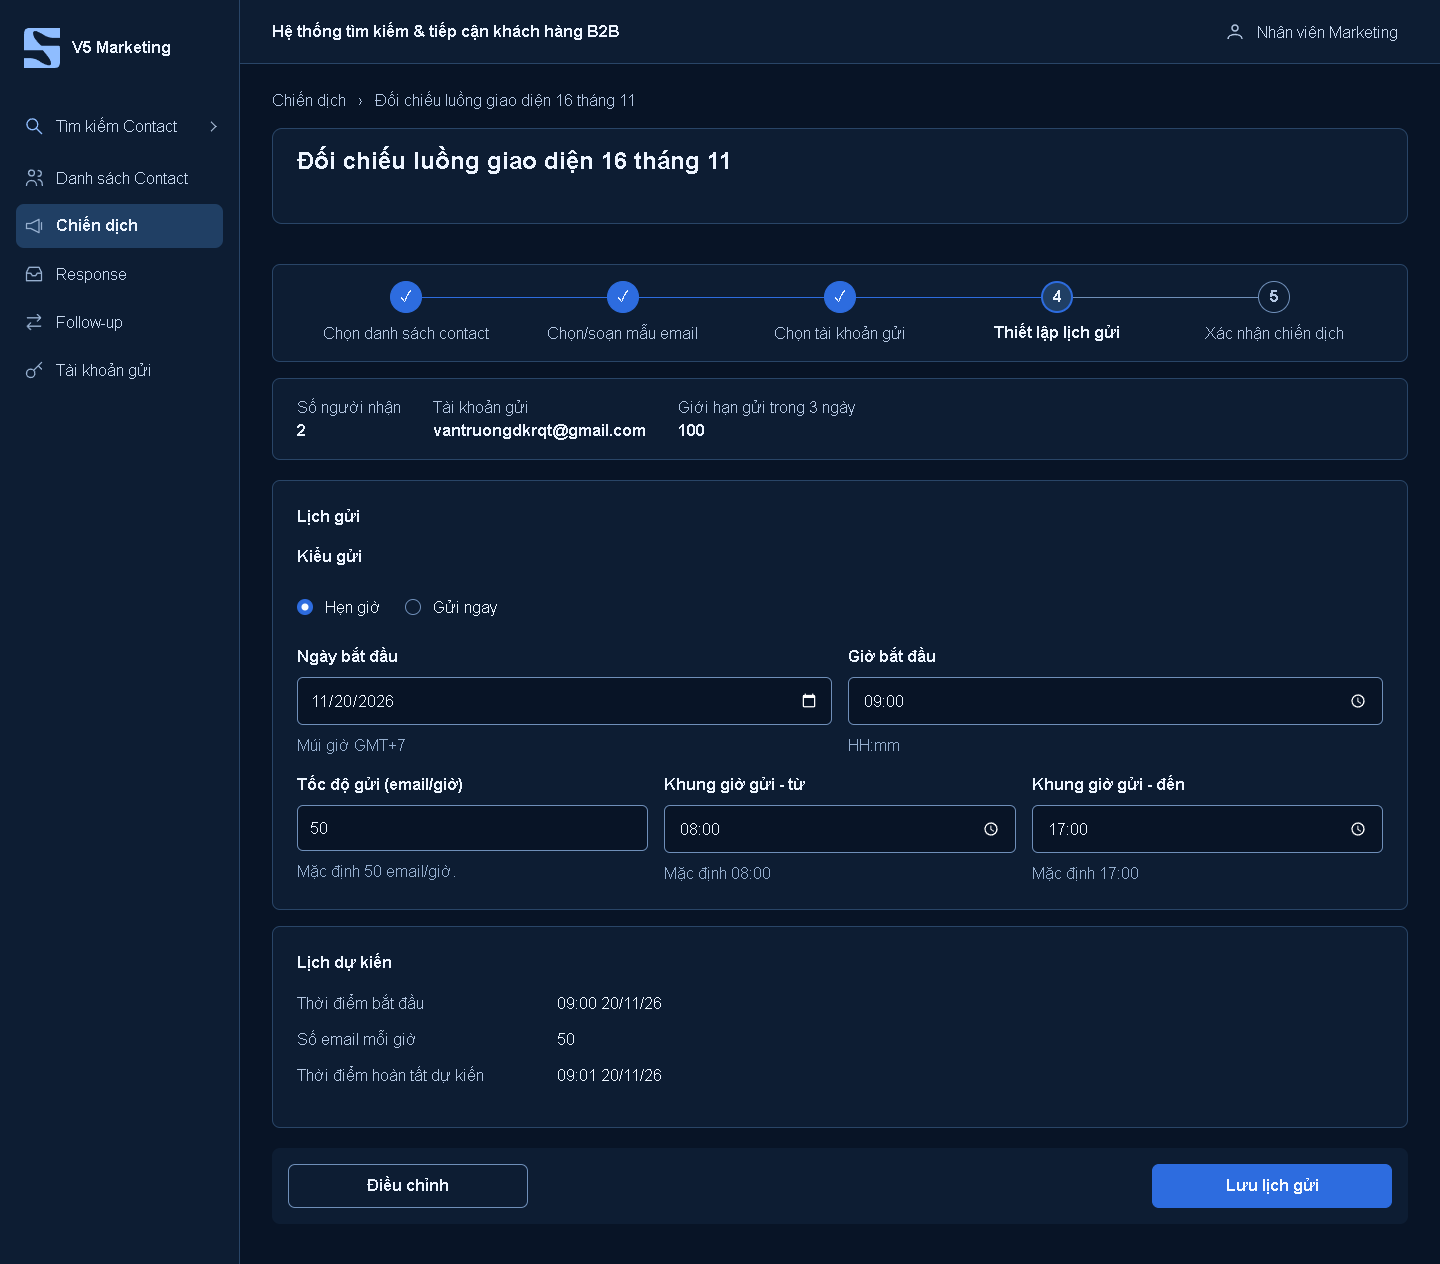 V5 Marketing
Hệ thống tìm kiếm & tiếp cận khách hàng B2B
Nhân viên Marketing
Tìm kiếm Contact
Danh sách Contact
Chiến dịch
Response
Follow-up
Tài khoản gửi
Chiến dịch › Đối chiếu luồng giao diện 16 tháng 11
Đối chiếu luồng giao diện 16 tháng 11
✓ ✓ ✓ 4 5
Chọn danh sách contact Chọn/soạn mẫu email Chọn tài khoản gửi Thiết lập lịch gửi Xác nhận chiến dịch
Số người nhận Tài khoản gửi Giới hạn gửi trong 3 ngày
2 vantruongdkrqt@gmail.com 100
Lịch gửi
Kiểu gửi
Hẹn giờ Gửi ngay
Ngày bắt đầu Giờ bắt đầu
11/20/2026 09:00
Múi giờ GMT+7 HH:mm
Tốc độ gửi (email/giờ) Khung giờ gửi - từ Khung giờ gửi - đến
50 08:00 17:00
Mặc định 50 email/giờ. Mặc định 08:00 Mặc định 17:00
Lịch dự kiến
Thời điểm bắt đầu 09:00 20/11/26
Số email mỗi giờ 50
Thời điểm hoàn tất dự kiến 09:01 20/11/26
Điều chỉnh Lưu lịch gửi